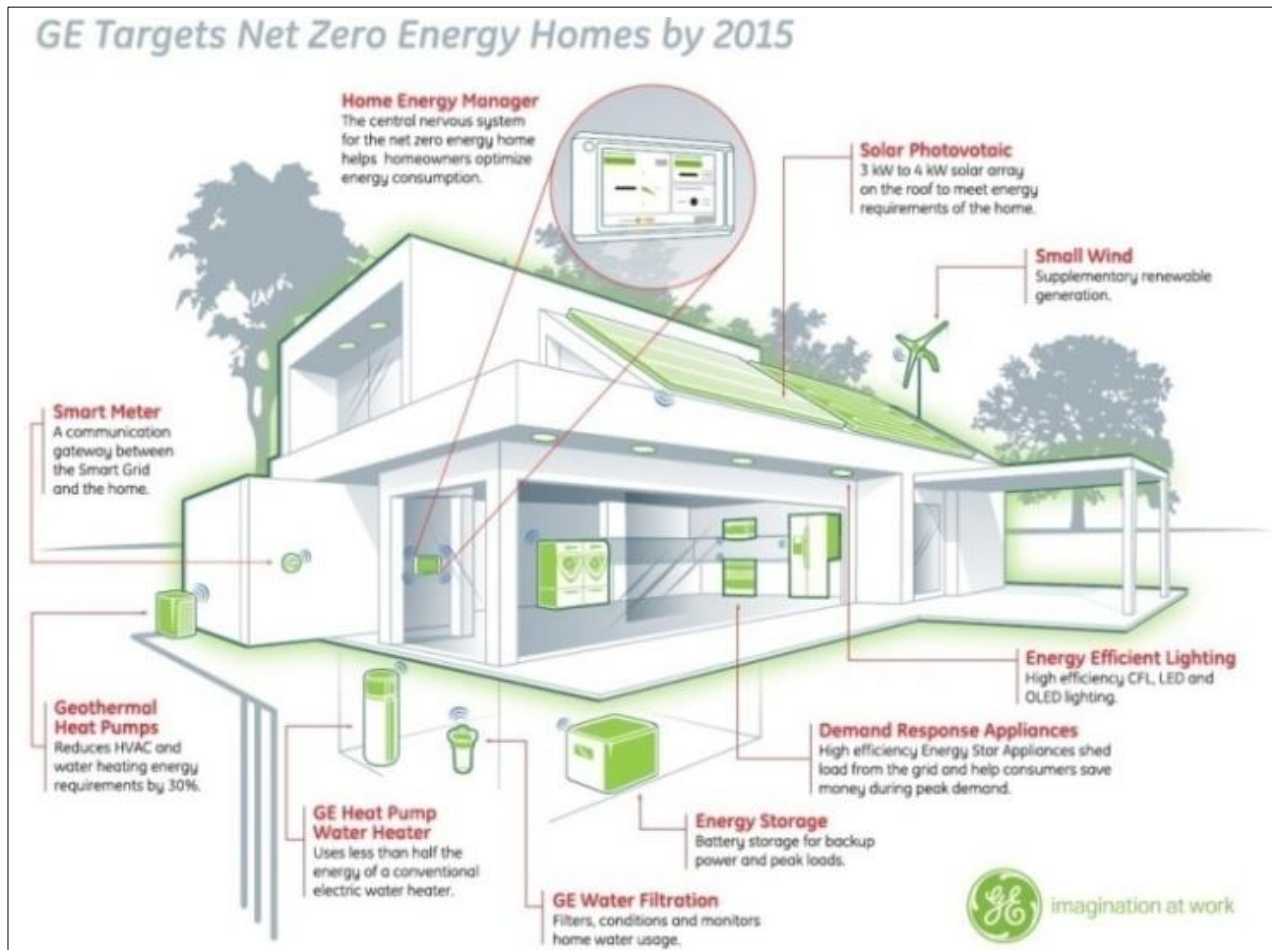 GE Targets Net Zero Energy Homes by 2015
Home Energy Manager
The central nervous system
for the net zero energy home
helps homeowners optimize
energy consumption.
Solar Photovotaic
3 kW to 4 kW solar array
on the roof to meet energy
requirements of the home.
Small Wind
Supplementary renewable
generation.
Smart Meter
A communication
gateway between
the Smart Grid
and the home.
Geothermal
Heat Pumps
Reduces HVAC and
water heating energy
requirements by 30%.
Energy Efficient Lighting
High efficiency CFL, LED and
OLED lighting.
Demand Response Appliances
High efficiency Energy Star Appliances shed
load from the grid and help consumers save
money during peak demand.
GE Heat Pump
Water Heater
Uses less than half the
energy of a conventional
electric water heater.
Energy Storage
Battery storage for backup
power and peak loads.
GE Water Filtration
Filters, conditions and monitors
home water usage.
GE
imagination at work